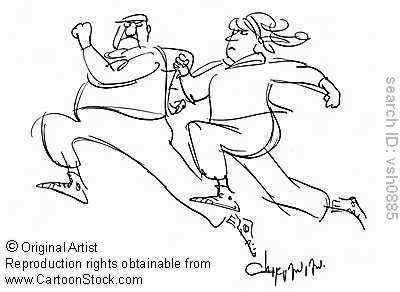 search ID: vsh0885
© Original Artist
Reproduction rights obtainable from
www.CartoonStock.com